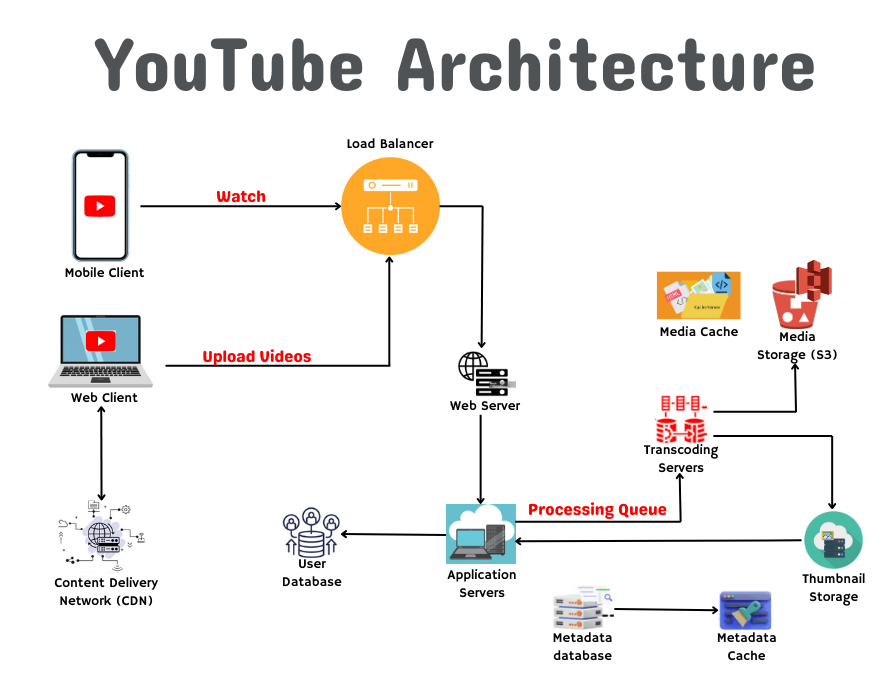 YouTube Architecture
Load Balancer
Watch
Mobile Client
Upload Videos
Web Client
Media Cache
Media
Storage (S3)
Web Server
Transcoding
Servers
Processing Queue
User
Database
Application
Servers
Content Delivery
Network (CDN)
Thumbnail
Storage
Metadata
database
Metadata
Cache
HTML